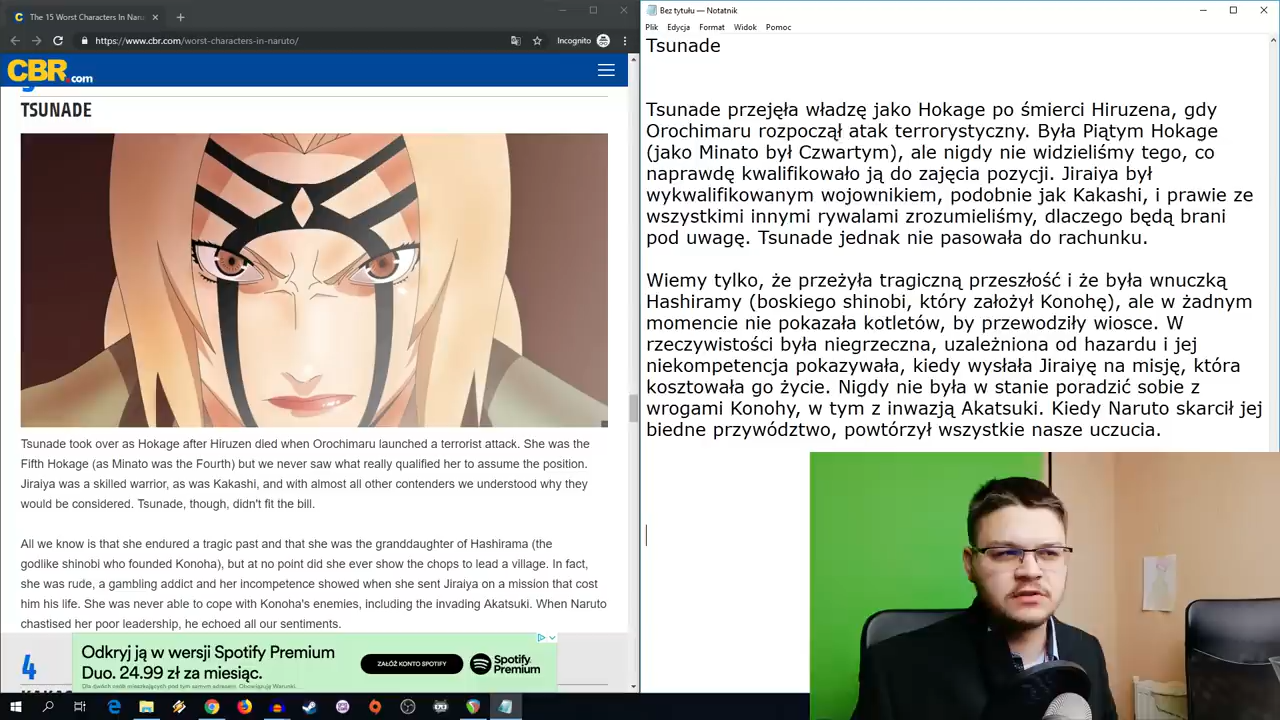 The 15 Worst Characters In Naru
https://www.cbr.com/worst-characters-in-naruto/
Incognito
CBR.com
TSUNADE
Tsunade took over as Hokage after Hiruzen died when Orochimaru launched a terrorist attack. She was the
Fifth Hokage (as Minato was the Fourth) but we never saw what really qualified her to assume the position.
Jiraiya was a skilled warrior, as was Kakashi, and with almost all other contenders we understood why they
would be considered. Tsunade, though, didn't fit the bill.
All we know is that she endured a tragic past and that she was the granddaughter of Hashirama (the
godlike shinobi who founded Konoha), but at no point did she ever show the chops to lead a village. In fact,
she was rude, a gambling addict and her incompetence showed when she sent Jiraiya on a mission that cost
him his life. She was never able to cope with Konoha's enemies, including the invading Akatsuki. When Naruto
chastised her poor leadership, he echoed all our sentiments.
4
Odkryj ją w wersji Spotify Premium
Duo. 24.99 zł za miesiąc.
ZAŁÓŻ KONTO SPOTIFY
Spotify
Premium
Bez tytułu — Notatnik
Plik Edycja Format Widok Pomoc
Tsunade
Tsunade przejęła władzę jako Hokage po śmierci Hiruzena, gdy
Orochimaru rozpoczął atak terrorystyczny. Była Piątym Hokage
(jako Minato był Czwartym), ale nigdy nie widzieliśmy tego, co
naprawdę kwalifikowało ją do zajęcia pozycji. Jiraiya był
wykwalifikowanym wojownikiem, podobnie jak Kakashi, i prawie ze
wszystkimi innymi rywalami zrozumieliśmy, dlaczego będą brani
pod uwagę. Tsunade jednak nie pasowała do rachunku.
Wiemy tylko, że przeżyła tragiczną przeszłość i że była wnuczką
Hashiramy (boskiego shinobi, który założył Konohę), ale w żadnym
momencie nie pokazała kotletów, by przewodziły wiosce. W
rzeczywistości była niegrzeczna, uzależniona od hazardu i jej
niekompetencja pokazywała, kiedy wysłała Jiraiyę na misję, która
kosztowała go życie. Nigdy nie była w stanie poradzić sobie z
wrogami Konohy, w tym z inwazją Akatsuki. Kiedy Naruto skarcił jej
biedne przywództwo, powtórzył wszystkie nasze uczucia.